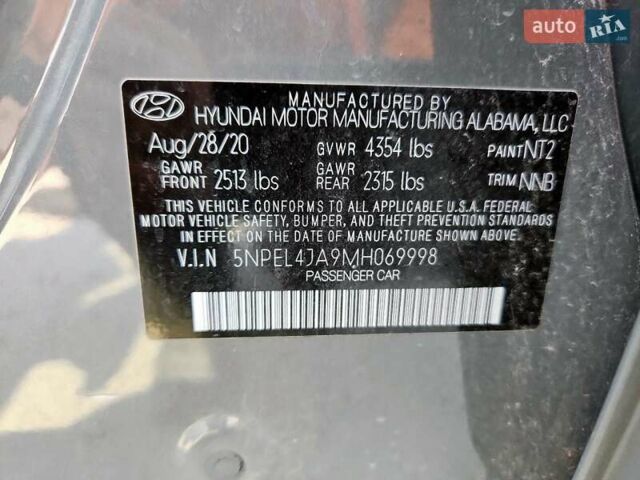 auto RIA.com
MANUFACTURED BY
HYUNDAI MOTOR MANUFACTURING ALABAMA, LLC
Aug/28/20 GVWR 4354 lbs PAINT NT2
GAWR FRONT 2513 lbs GAWR REAR 2315 lbs TRIM NNB
THIS VEHICLE CONFORMS TO ALL APPLICABLE U.S.A. FEDERAL
MOTOR VEHICLE SAFETY, BUMPER, AND THEFT PREVENTION STANDARDS
IN EFFECT ON THE DATE OF MANUFACTURE SHOWN ABOVE.
V.I.N 5NPEL4JA9MH069998
PASSENGER CAR